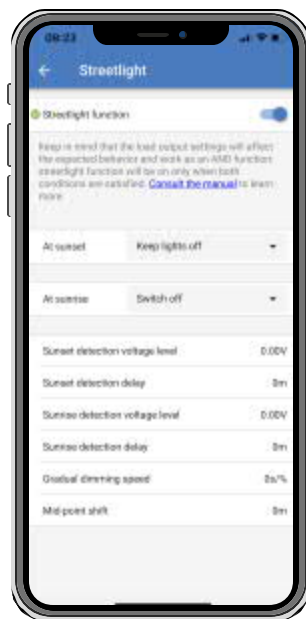 09:23
Streetlight
Streetlight function
Keep in mind that the load output settings will affect
the expected behavior and work as an AND function
streetlight function will be on only when both
conditions are satisfied. Consult the manual to learn
more
At sunset Keep lights off
At sunrise Switch off
Sunset detection voltage level 0.00V
Sunset detection delay 0m
Sunrise detection voltage level 0.00V
Sunrise detection delay 0m
Gradual dimming speed 0s/%
Mid-point shift 0m